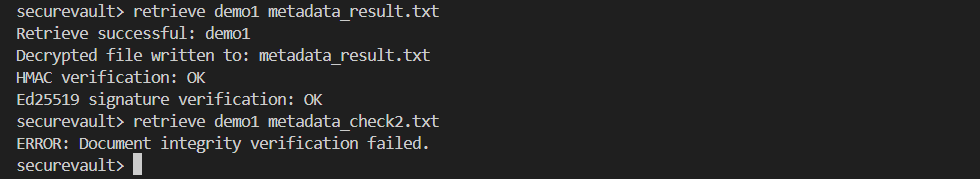 securevault> retrieve demo1 metadata_result.txt
Retrieve successful: demo1
Decrypted file written to: metadata_result.txt
HMAC verification: OK
Ed25519 signature verification: OK
securevault> retrieve demo1 metadata_check2.txt
ERROR: Document integrity verification failed.
securevault>